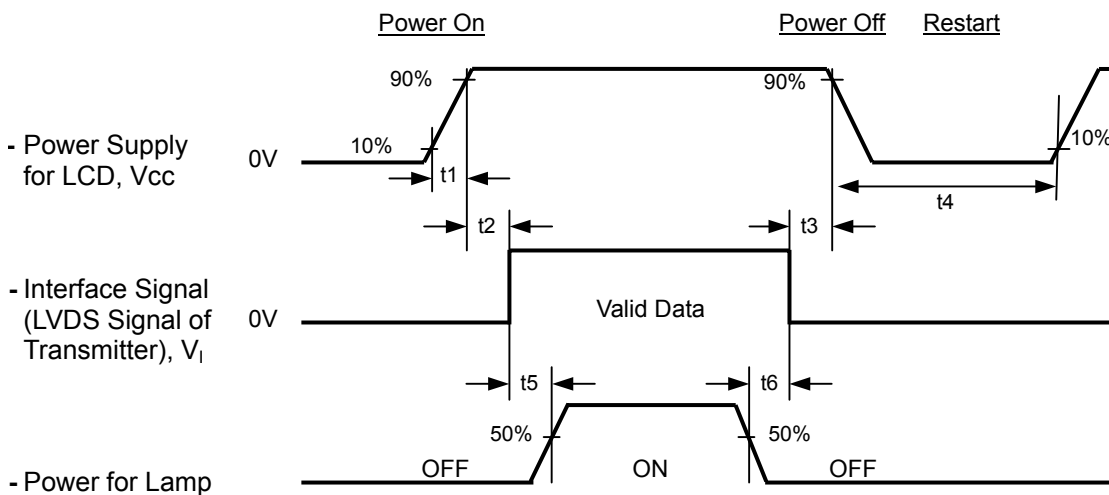 Power On
Power Off
Restart
90%
90%
- Power Supply
for LCD, Vcc
0V
10%
10%
t1
t4
t2
t3
- Interface Signal
(LVDS Signal of
Transmitter), VI
0V
Valid Data
t5
t6
50%
50%
- Power for Lamp
OFF
ON
OFF